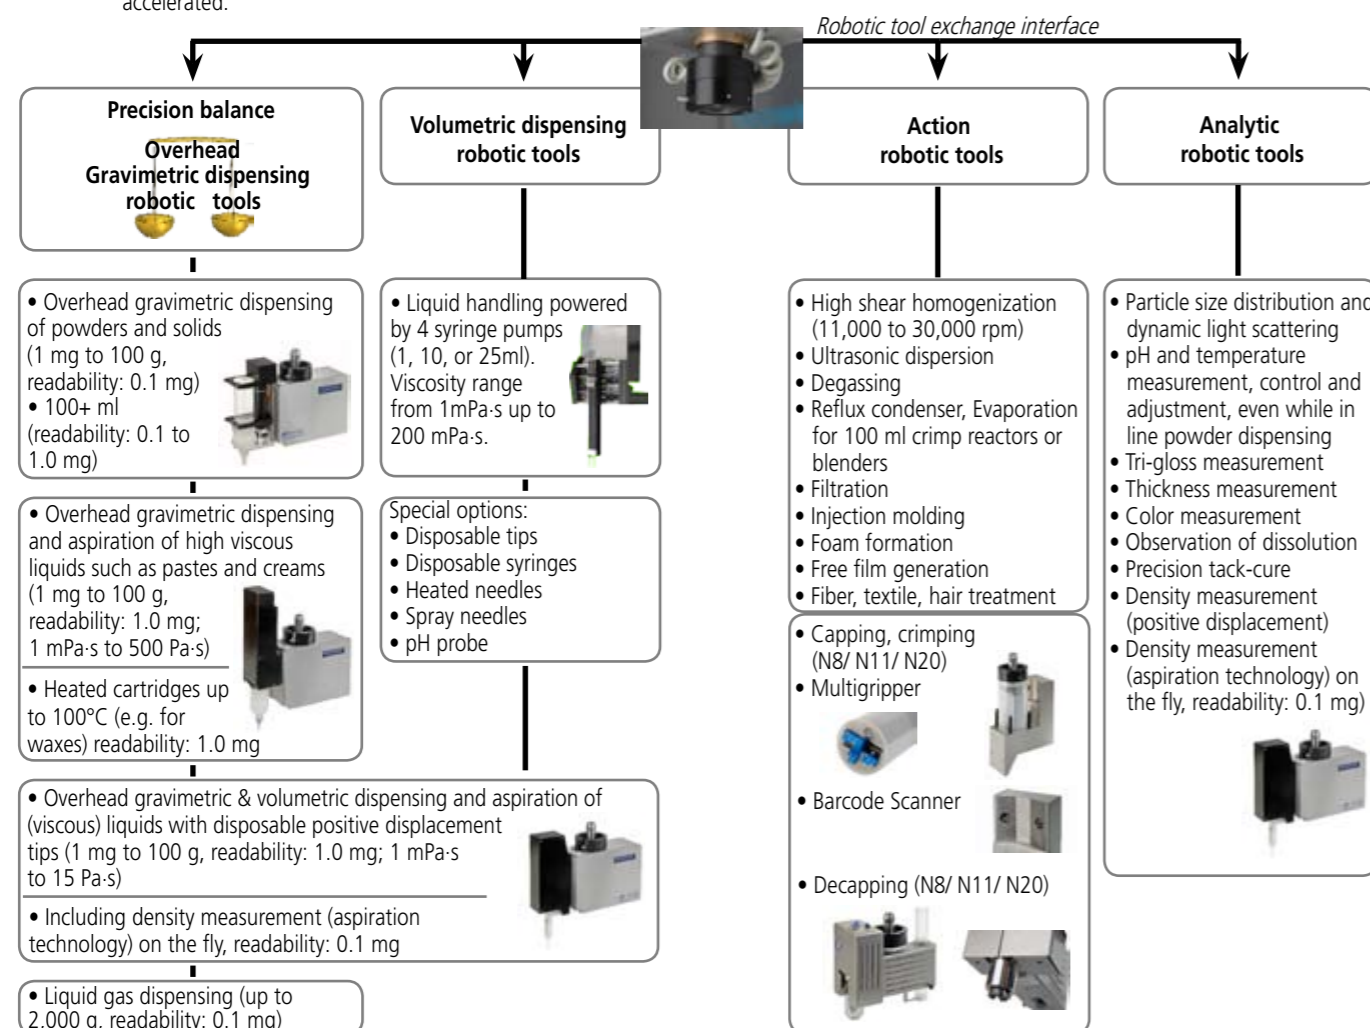 accelerated.
Robotic tool exchange interface
Precision balance
Overhead
Gravimetric dispensing
robotic tools
• Overhead gravimetric dispensing
of powders and solids
(1 mg to 100 g,
readability: 0.1 mg)
• 100+ ml
(readability: 0.1 to
1.0 mg)
• Overhead gravimetric dispensing
and aspiration of high viscous
liquids such as pastes and creams
(1 mg to 100 g,
readability: 1.0 mg;
1 mPa·s to 500 Pa·s)
• Heated cartridges up
to 100°C (e.g. for
waxes) readability: 1.0 mg
Volumetric dispensing
robotic tools
• Liquid handling powered
by 4 syringe pumps
(1, 10, or 25ml).
Viscosity range
from 1mPa·s up to
200 mPa·s.
Special options:
• Disposable tips
• Disposable syringes
• Heated needles
• Spray needles
• pH probe
• Overhead gravimetric & volumetric dispensing and aspiration of
(viscous) liquids with disposable positive displacement
tips (1 mg to 100 g, readability: 1.0 mg; 1 mPa·s
to 15 Pa·s)
• Including density measurement (aspiration
technology) on the fly, readability: 0.1 mg
• Liquid gas dispensing (up to
2,000 g, readability: 0.1 mg)
Action
robotic tools
• High shear homogenization
(11,000 to 30,000 rpm)
• Ultrasonic dispersion
• Degassing
• Reflux condenser, Evaporation
for 100 ml crimp reactors or
blenders
• Filtration
• Injection molding
• Foam formation
• Free film generation
• Fiber, textile, hair treatment
• Capping, crimping
(N8/ N11/ N20)
• Multigripper
• Barcode Scanner
• Decapping (N8/ N11/ N20)
Analytic
robotic tools
• Particle size distribution and
dynamic light scattering
• pH and temperature
measurement, control and
adjustment, even while in
line powder dispensing
• Tri-gloss measurement
• Thickness measurement
• Color measurement
• Observation of dissolution
• Precision tack-cure
• Density measurement
(positive displacement)
• Density measurement
(aspiration technology) on
the fly, readability: 0.1 mg)